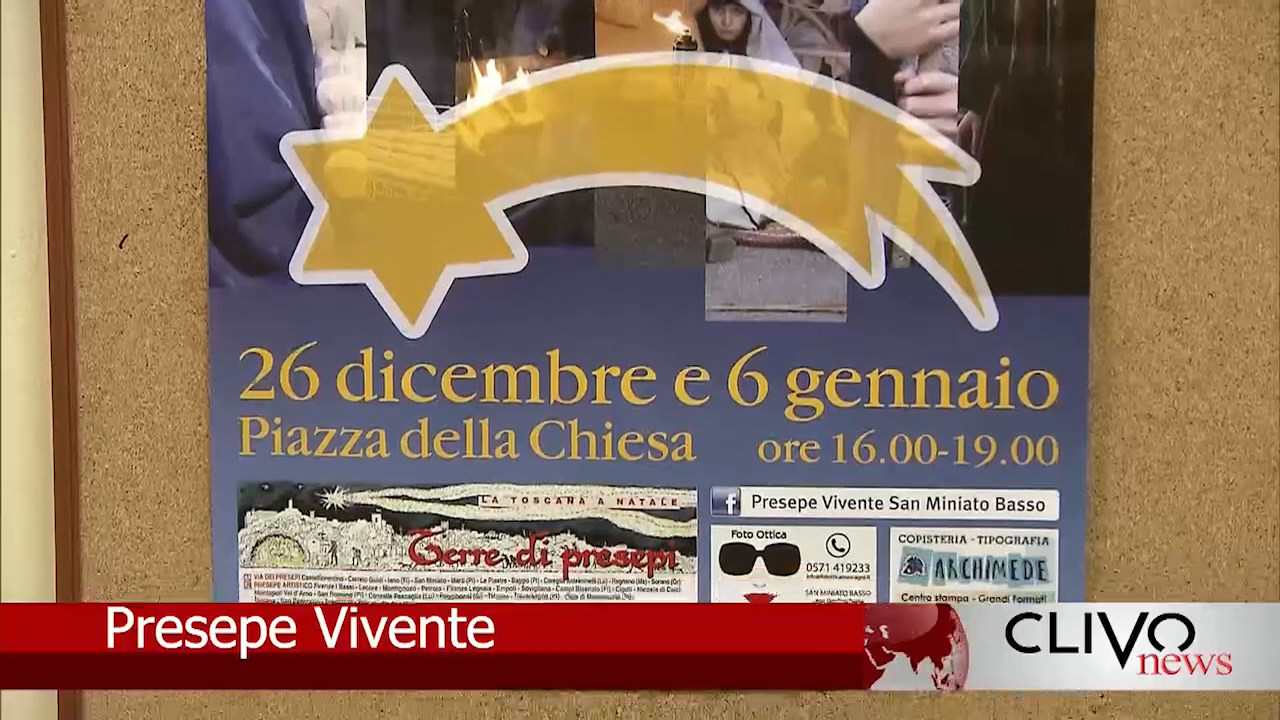 26 dicembre e 6 gennaio
Piazza della Chiesa
ore 16.00-19.00
LA TOSCANA A NATALE
Terre di presepi
f Presepe Vivente San Miniato Basso
Foto Ottica
0571 419233
SAN MINIATO BASSO
COPISTERIA - TIPOGRAFIA
ARCHIMEDE
Centro stampa - Grandi formati
Presepe Vivente
CLIVO
news